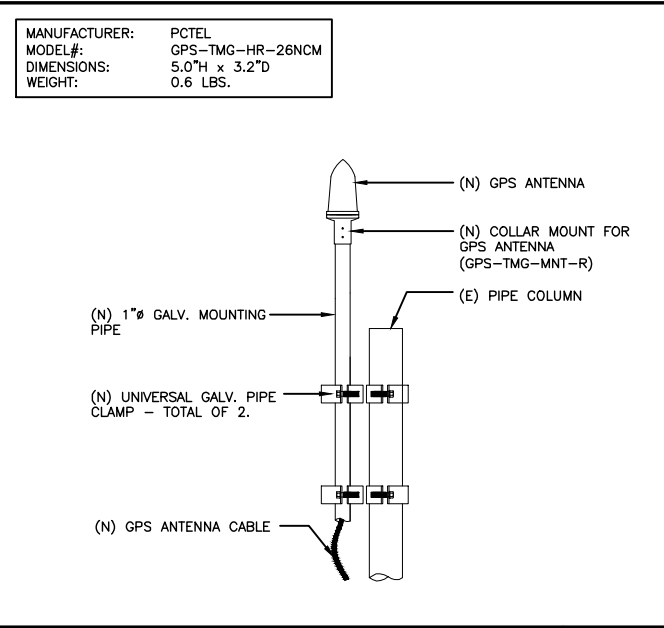 MANUFACTURER: PCTEL
MODEL#: GPS-TMG-HR-26NCM
DIMENSIONS: 5.0"H x 3.2"D
WEIGHT: 0.6 LBS.
(N) GPS ANTENNA
(N) COLLAR MOUNT FOR
GPS ANTENNA
(GPS-TMG-MNT-R)
(E) PIPE COLUMN
(N) 1"ø GALV. MOUNTING
PIPE
(N) UNIVERSAL GALV. PIPE
CLAMP - TOTAL OF 2.
(N) GPS ANTENNA CABLE